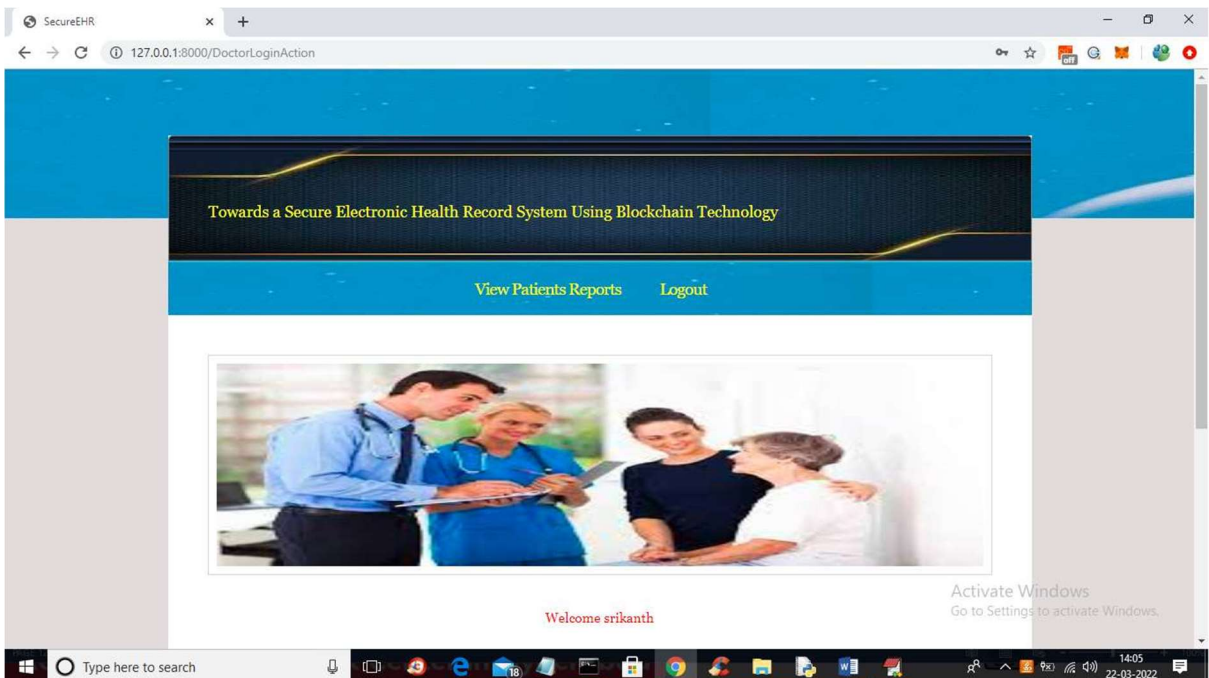 SecureEHR
127.0.0.1:8000/DoctorLoginAction
off
Towards a Secure Electronic Health Record System Using Blockchain Technology
View Patients Reports Logout
Welcome srikanth
Activate Windows
Go to Settings to activate Windows.
Type here to search
18
14:05
22-03-2022